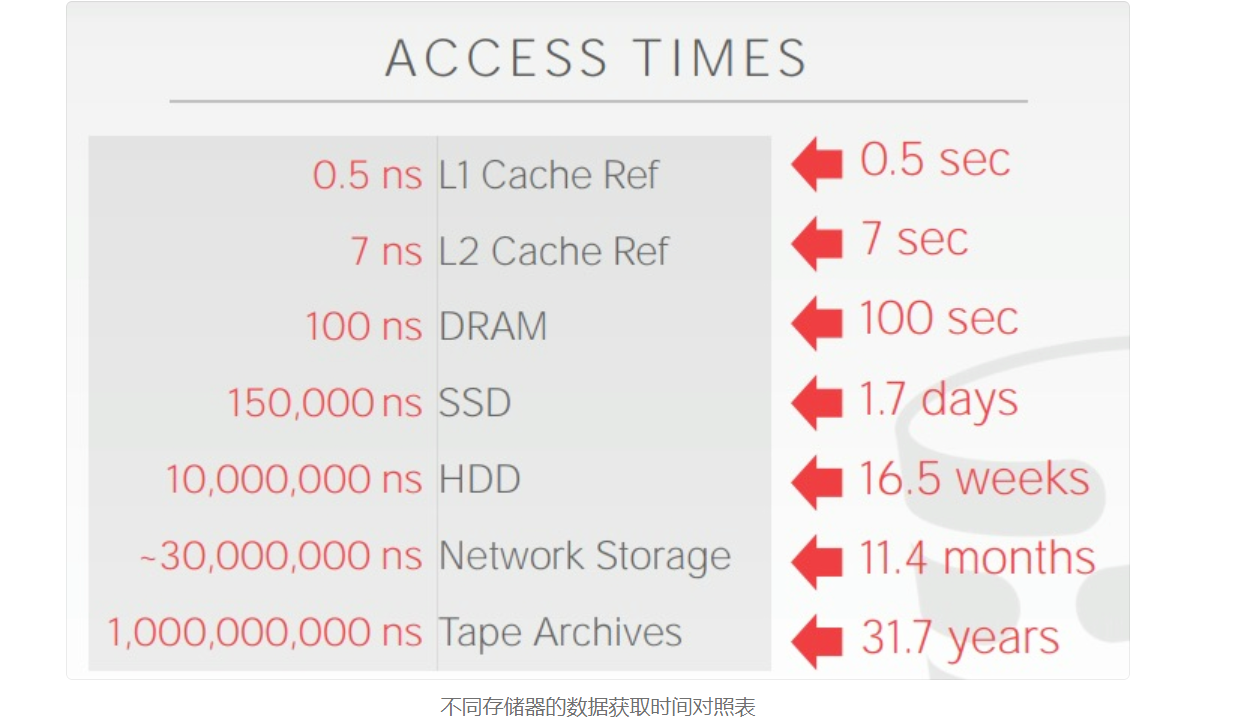 ACCESS TIMES
0.5 ns L1 Cache Ref 0.5 sec
7 ns L2 Cache Ref 7 sec
100 ns DRAM 100 sec
150,000 ns SSD 1.7 days
10,000,000 ns HDD 16.5 weeks
~30,000,000 ns Network Storage 11.4 months
1,000,000,000 ns Tape Archives 31.7 years
不同存储器的数据获取时间对照表